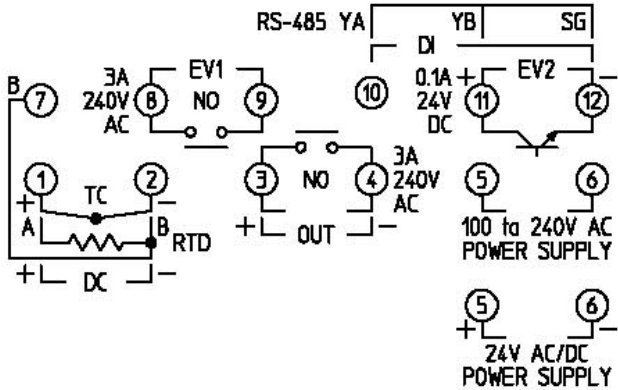 RS-485 YA YB SG
DI
B 7
3A 240V AC
EV1
8 NO 9
10
0.1A 24V DC
+ EV2 −
11 12
1 2
+ TC −
A B RTD
+ DC −
3 NO 4
3A 240V AC
+ OUT −
5 6
100 ta 240V AC
POWER SUPPLY
5 6
+ −
24V AC/DC
POWER SUPPLY